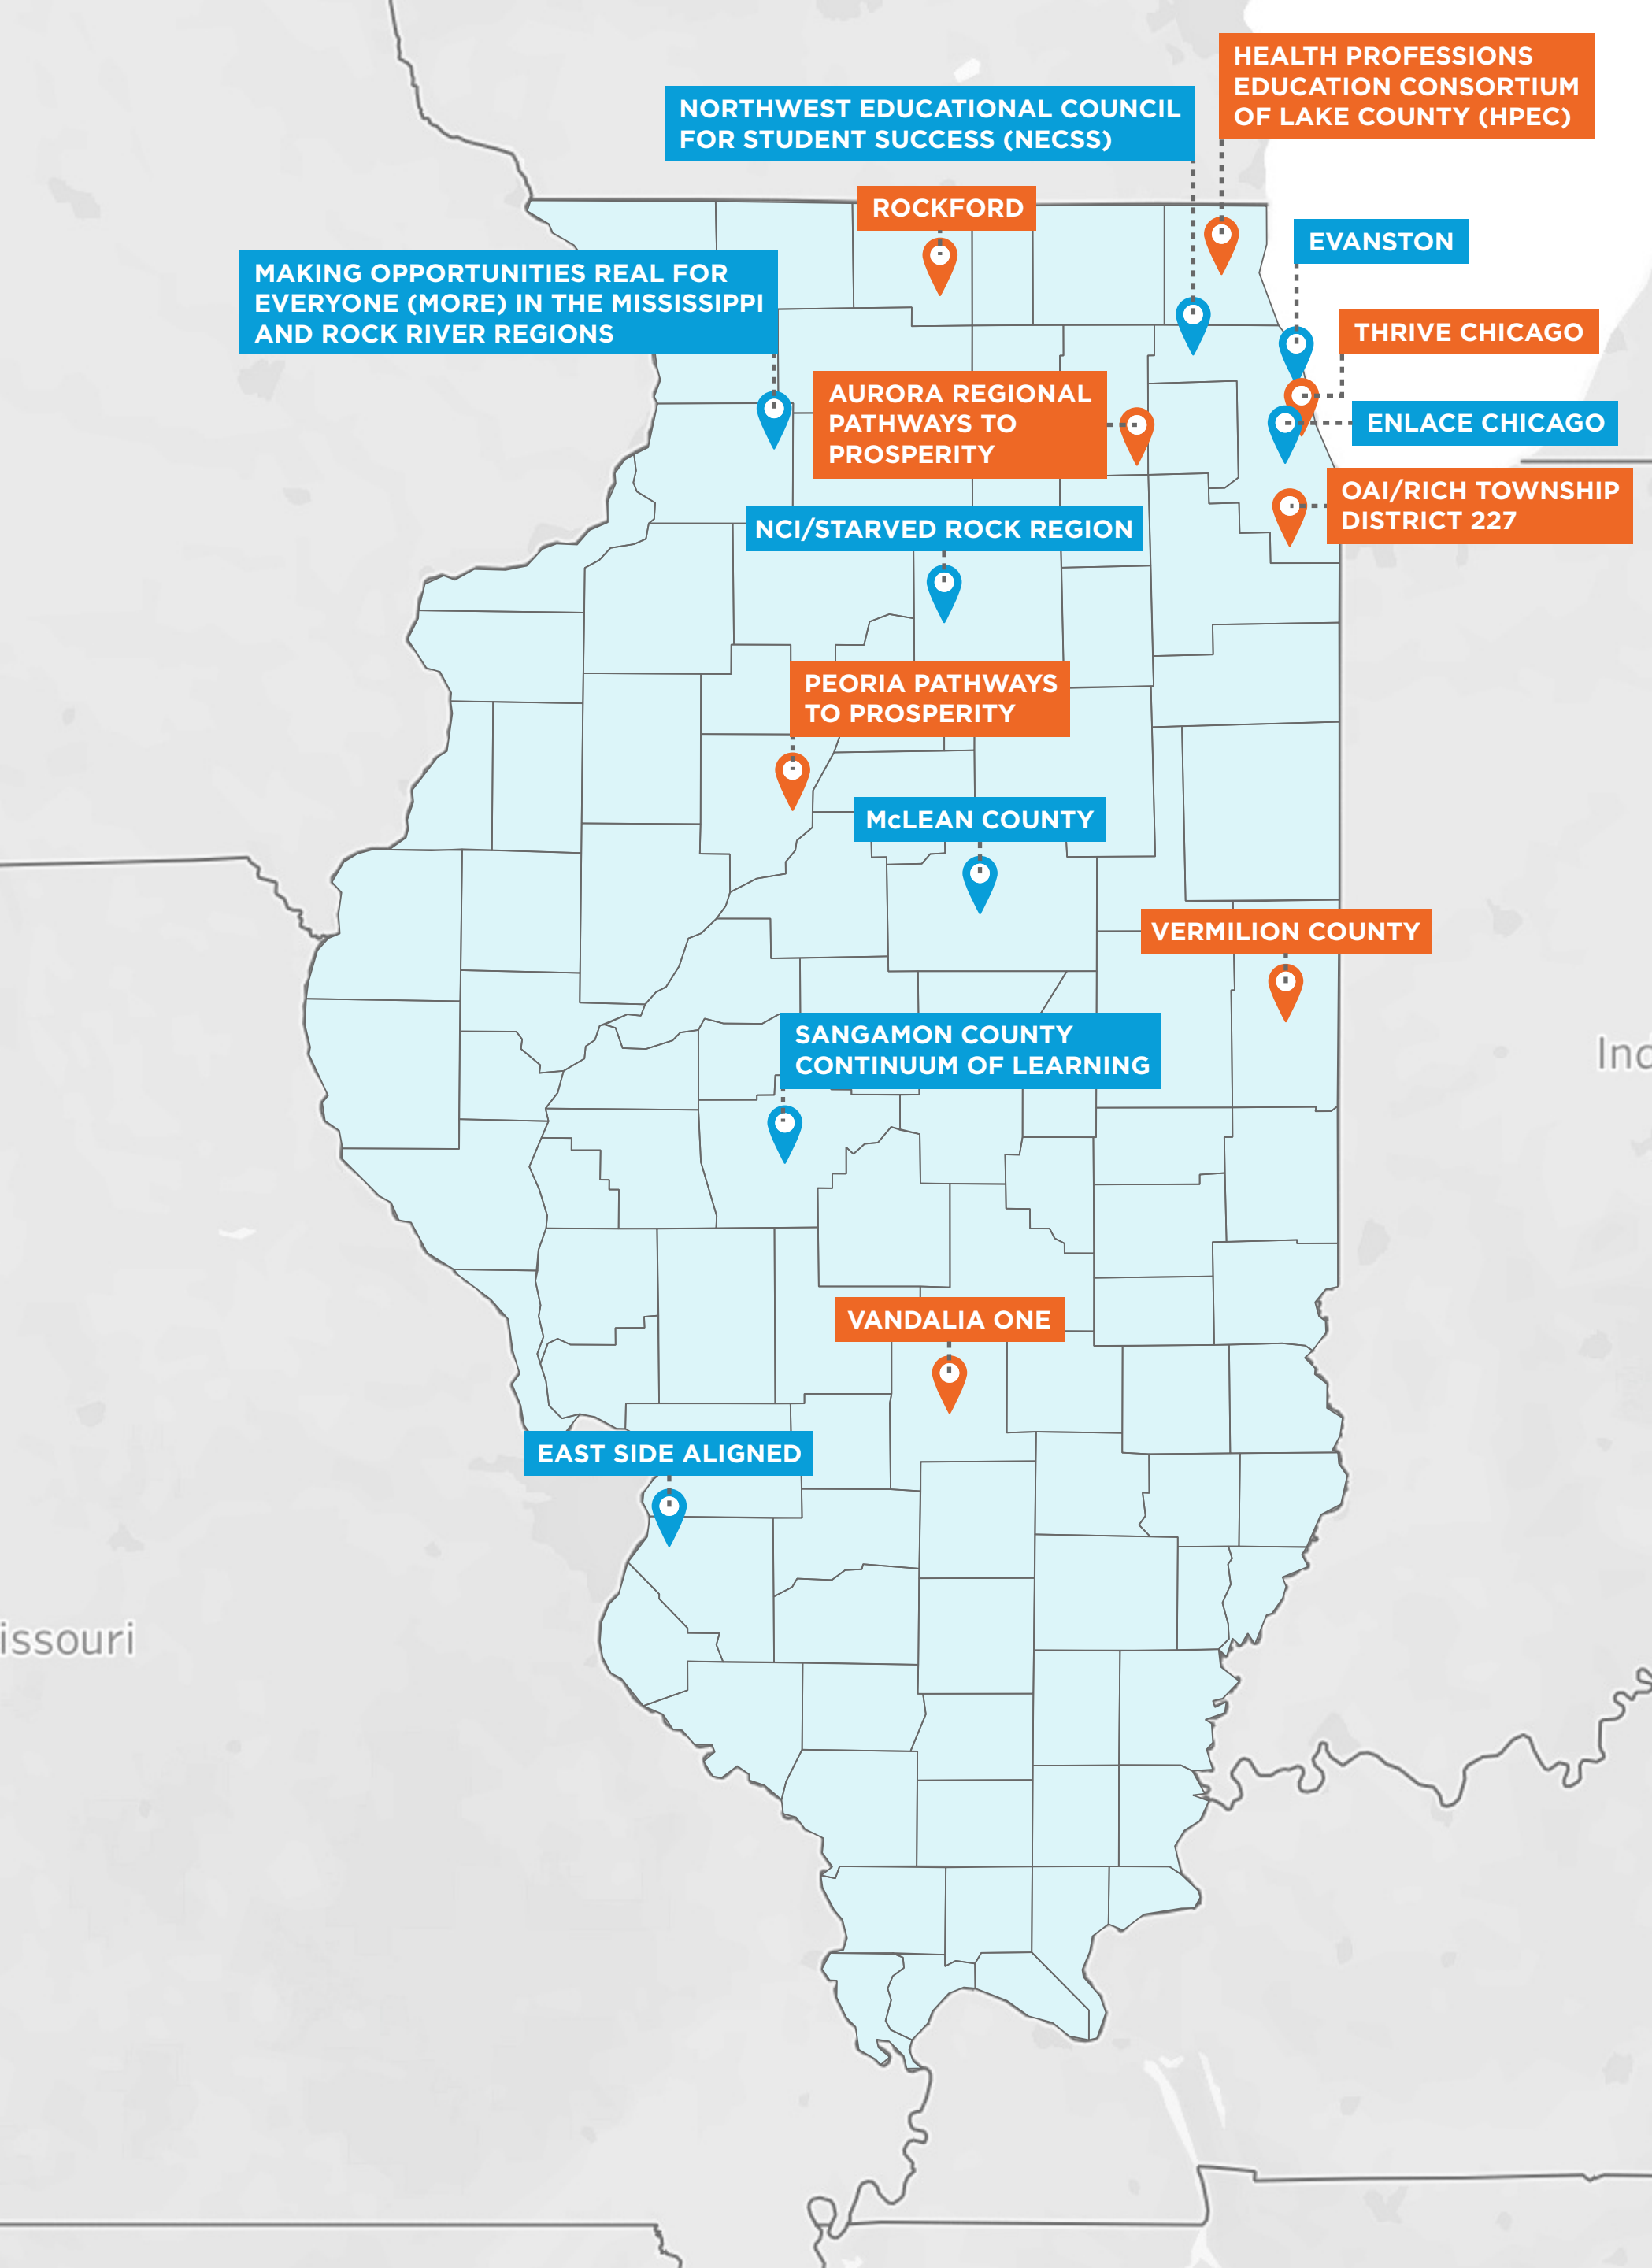 HEALTH PROFESSIONS
EDUCATION CONSORTIUM
OF LAKE COUNTY (HPEC)
NORTHWEST EDUCATIONAL COUNCIL
FOR STUDENT SUCCESS (NECSS)
ROCKFORD
EVANSTON
MAKING OPPORTUNITIES REAL FOR
EVERYONE (MORE) IN THE MISSISSIPPI
AND ROCK RIVER REGIONS
THRIVE CHICAGO
AURORA REGIONAL
PATHWAYS TO
PROSPERITY
ENLACE CHICAGO
OAI/RICH TOWNSHIP
DISTRICT 227
NCI/STARVED ROCK REGION
PEORIA PATHWAYS
TO PROSPERITY
McLEAN COUNTY
VERMILION COUNTY
SANGAMON COUNTY
CONTINUUM OF LEARNING
Ind
VANDALIA ONE
EAST SIDE ALIGNED
issouri